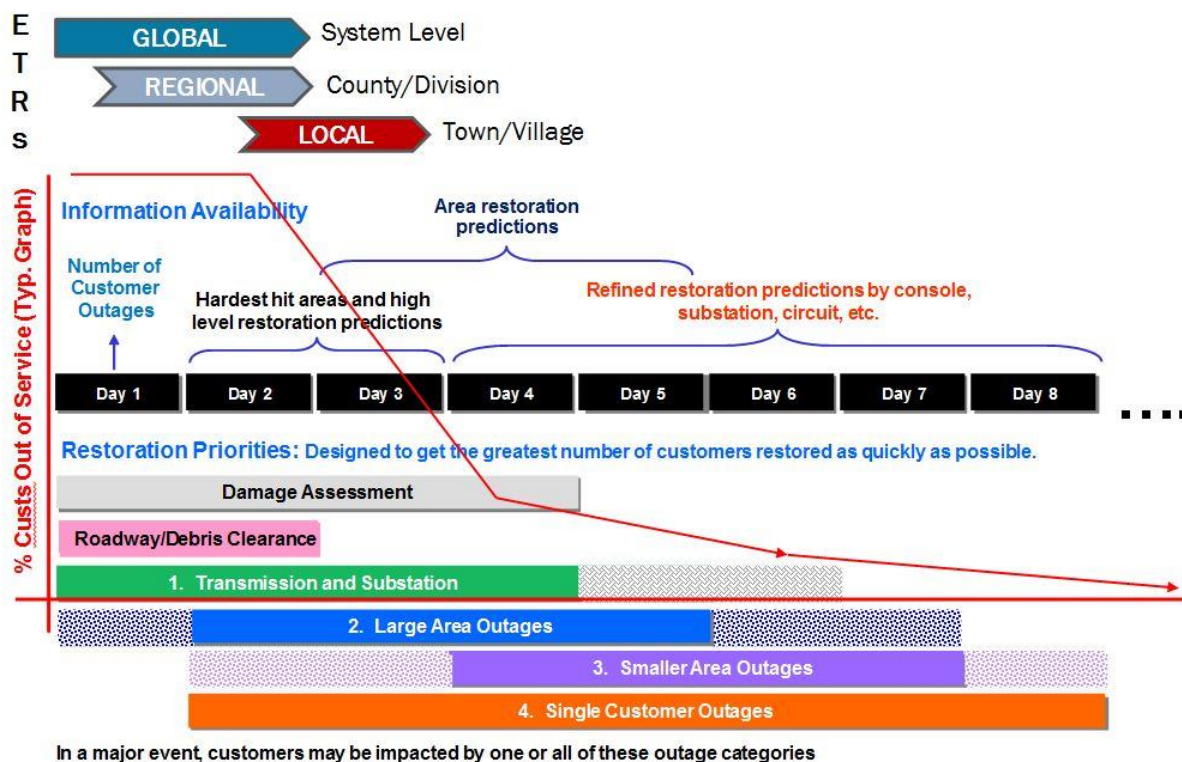 ETRs
GLOBAL
System Level
REGIONAL
County/Division
LOCAL
Town/Village
% Custs Out of Service (Typ. Graph)
Information Availability
Area restoration
predictions
Number of
Customer
Outages
Hardest hit areas and high
level restoration predictions
Refined restoration predictions by console,
substation, circuit, etc.
Day 1
Day 2
Day 3
Day 4
Day 5
Day 6
Day 7
Day 8
Restoration Priorities: Designed to get the greatest number of customers restored as quickly as possible.
Damage Assessment
Roadway/Debris Clearance
1. Transmission and Substation
2. Large Area Outages
3. Smaller Area Outages
4. Single Customer Outages
In a major event, customers may be impacted by one or all of these outage categories